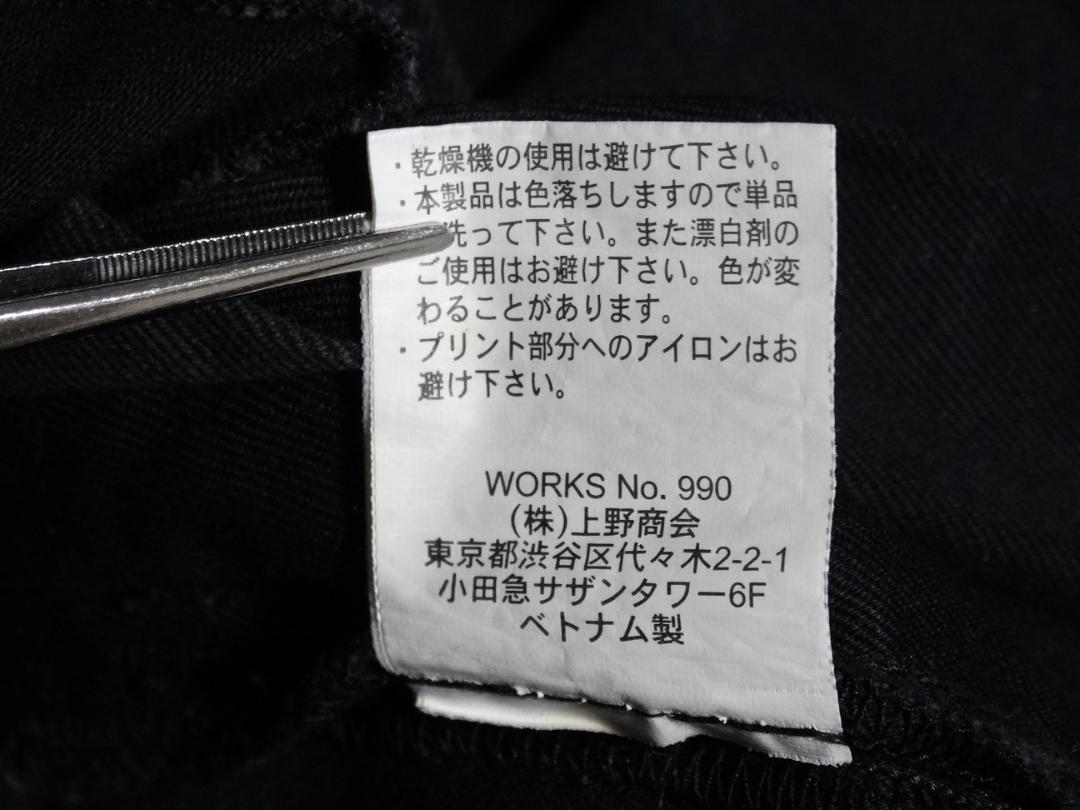 ・乾燥機の使用は避けて下さい。
・本製品は色落ちしますので単品
洗って下さい。また漂白剤の
ご使用はお避け下さい。色が変
わることがあります。
・プリント部分へのアイロンはお
避け下さい。
WORKS No. 990
(株)上野商会
東京都渋谷区代々木2-2-1
小田急サザンタワー6F
ベトナム製